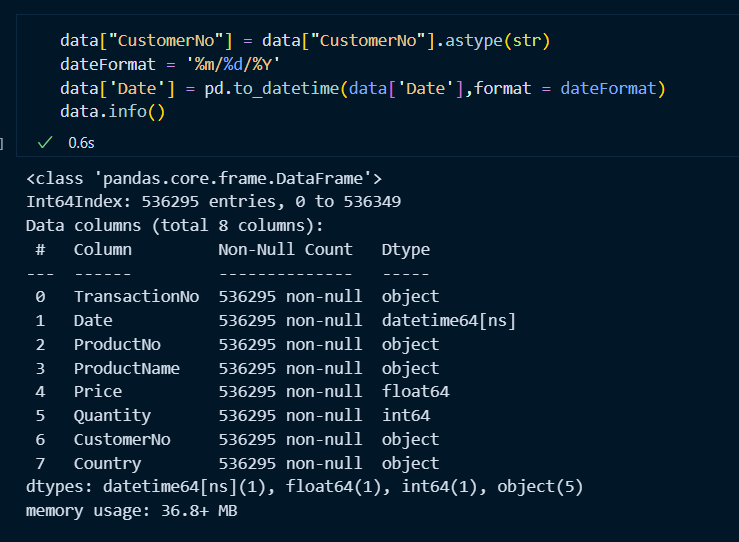 data["CustomerNo"] = data["CustomerNo"].astype(str)
dateFormat = '%m/%d/%Y'
data['Date'] = pd.to_datetime(data['Date'],format = dateFormat)
data.info()
] ✓ 0.6s
<class 'pandas.core.frame.DataFrame'>
Int64Index: 536295 entries, 0 to 536349
Data columns (total 8 columns):
 #   Column         Non-Null Count   Dtype
---  ------         --------------   -----
 0   TransactionNo  536295 non-null  object
 1   Date           536295 non-null  datetime64[ns]
 2   ProductNo      536295 non-null  object
 3   ProductName    536295 non-null  object
 4   Price          536295 non-null  float64
 5   Quantity       536295 non-null  int64
 6   CustomerNo     536295 non-null  object
 7   Country        536295 non-null  object
dtypes: datetime64[ns](1), float64(1), int64(1), object(5)
memory usage: 36.8+ MB